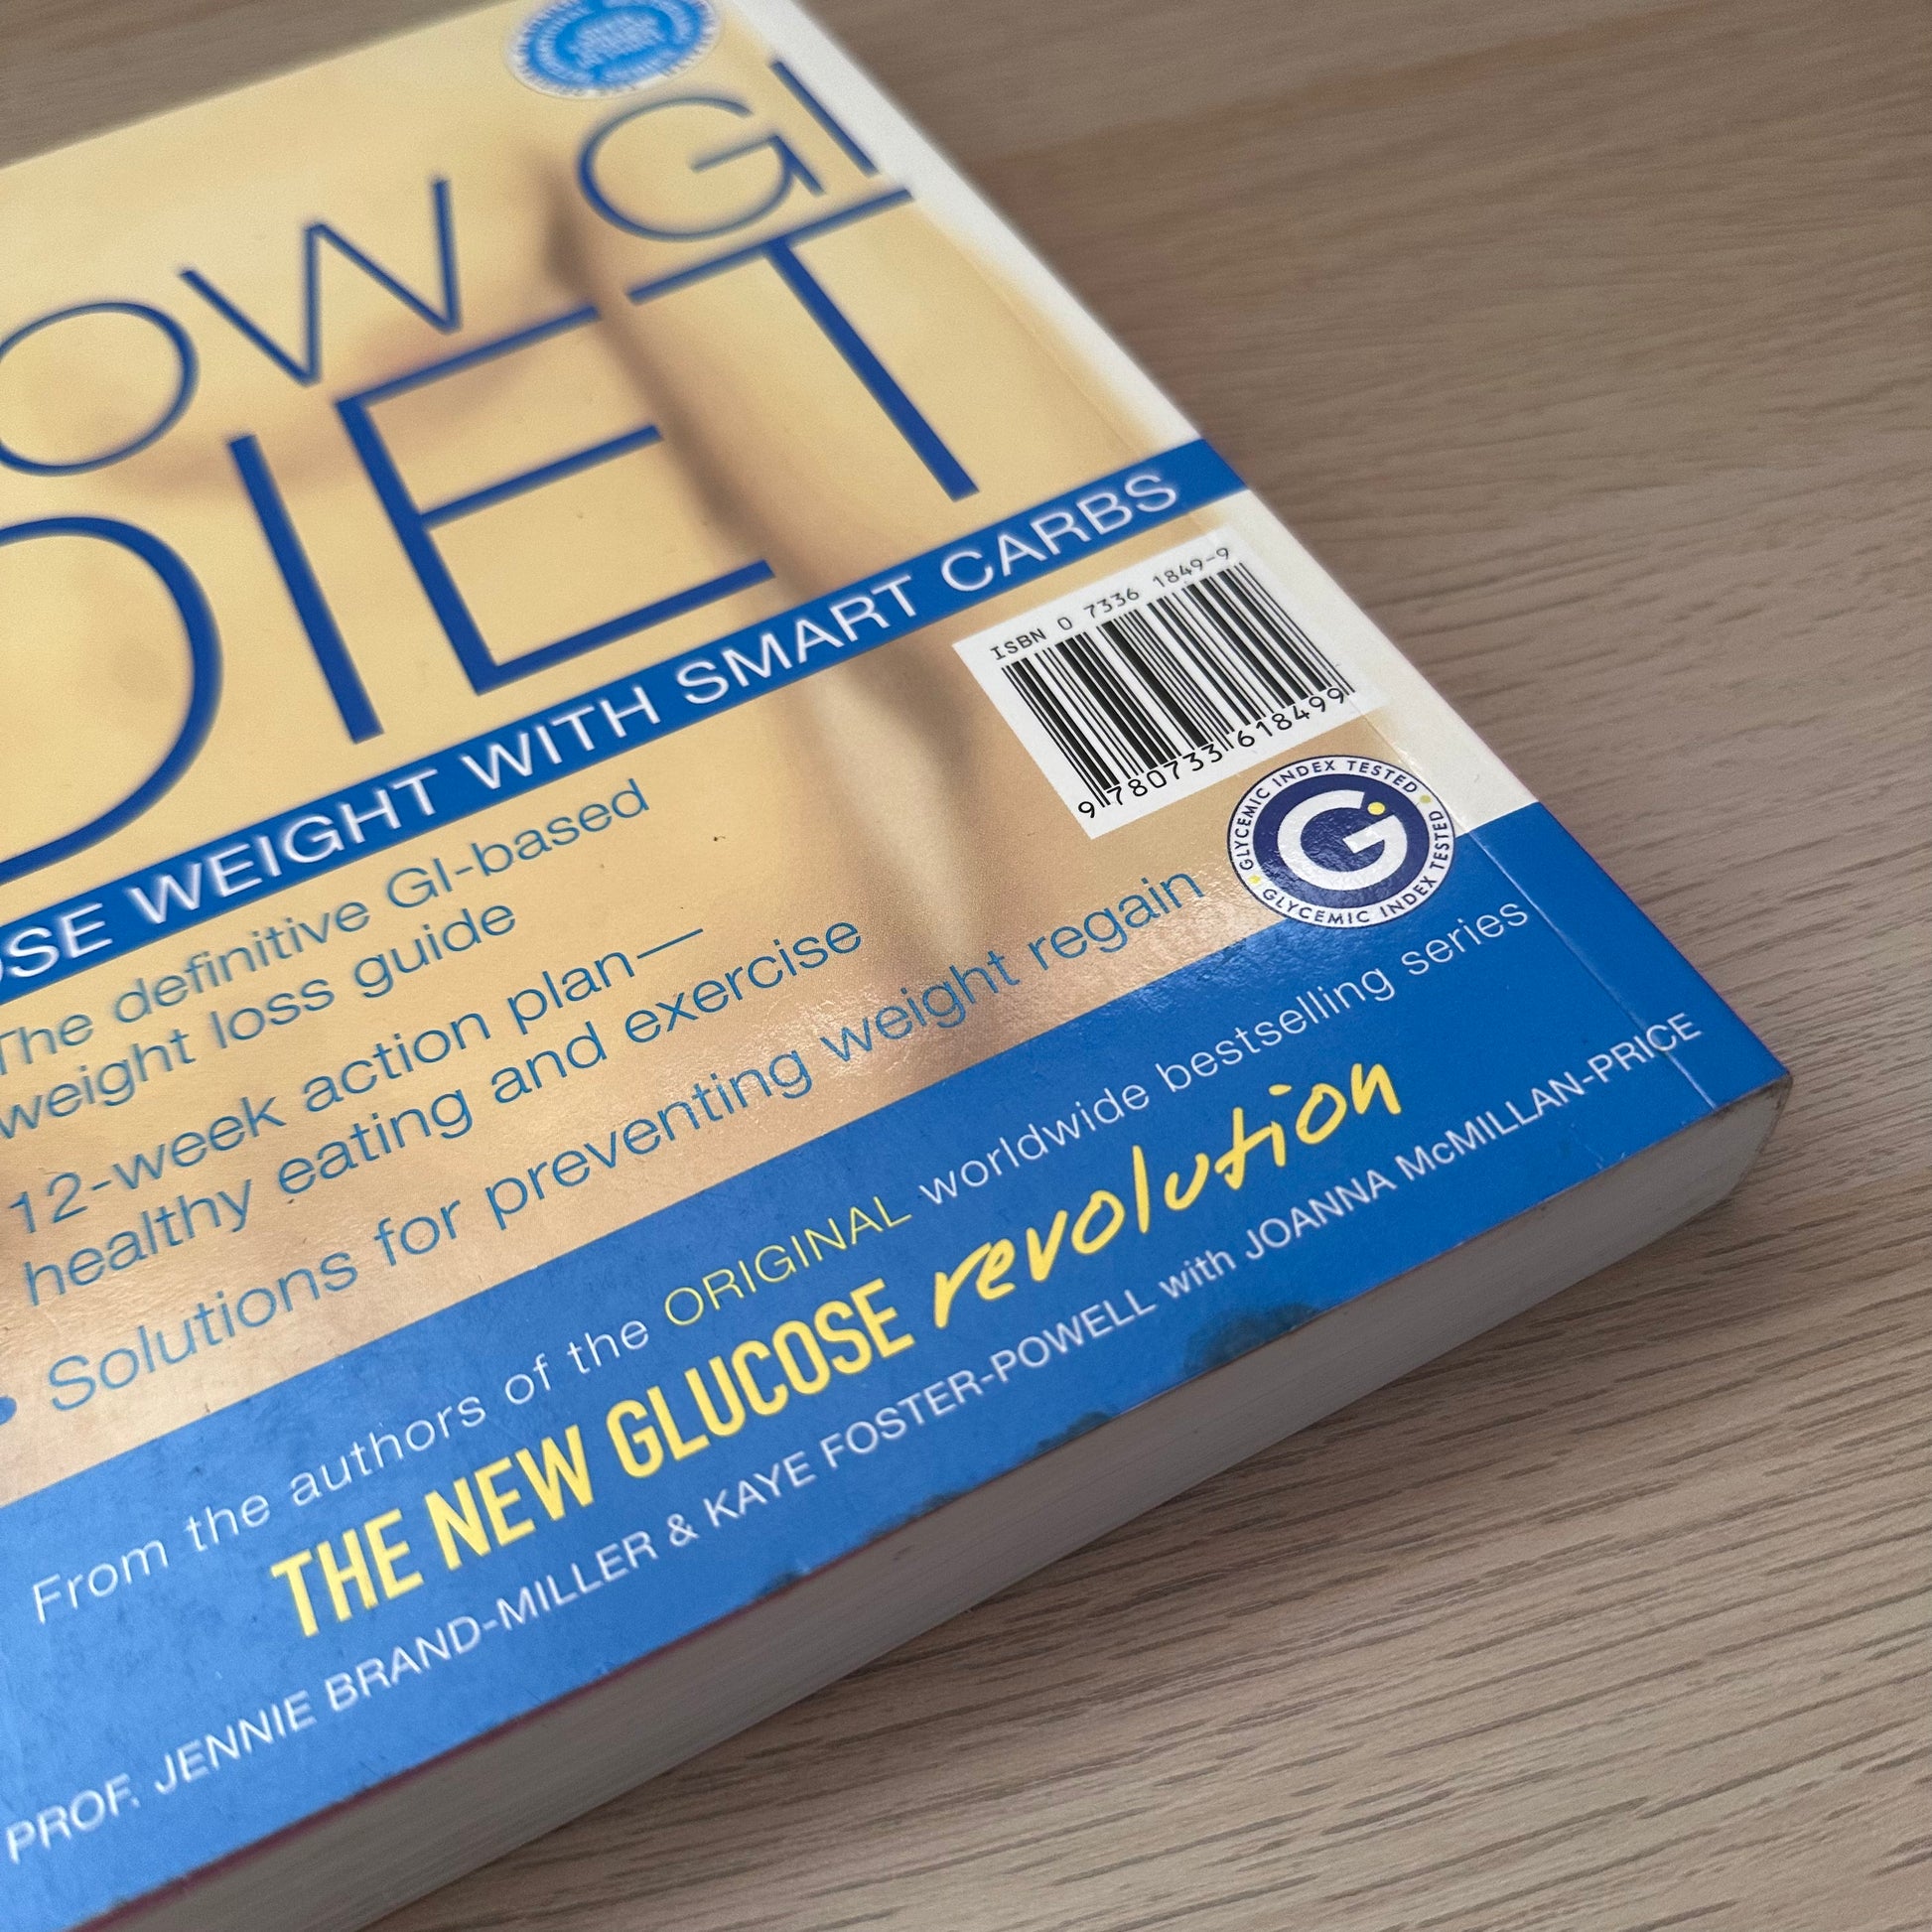 OW GI
DIET
OSE WEIGHT WITH SMART CARBS
ISBN 0 7336 1849-9
9 780733 618499
The definitive GI-based
weight loss guide
12-week action plan—
healthy eating and exercise
• Solutions for preventing weight regain
GLYCEMIC INDEX TESTED
G
GLYCEMIC INDEX TESTED
From the authors of the ORIGINAL worldwide bestselling series
THE NEW GLUCOSE revolution
PROF. JENNIE BRAND-MILLER & KAYE FOSTER-POWELL with JOANNA McMILLAN-PRICE